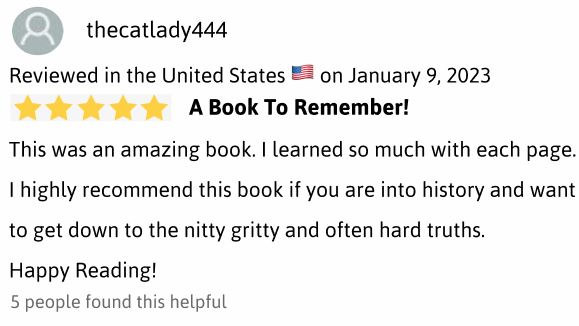 thecatlady444
Reviewed in the United States 🇺🇸 on January 9, 2023
A Book To Remember!
This was an amazing book. I learned so much with each page.
I highly recommend this book if you are into history and want
to get down to the nitty gritty and often hard truths.
Happy Reading!
5 people found this helpful